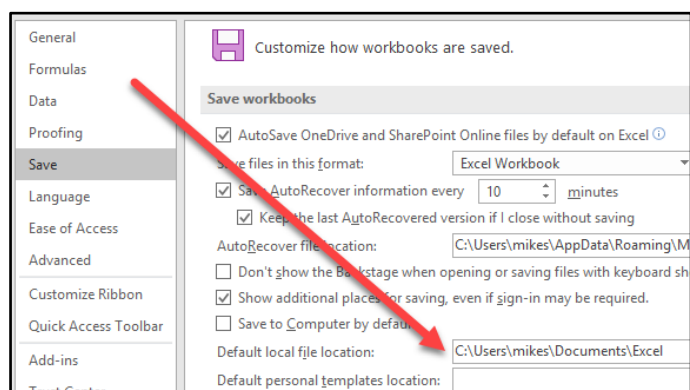 General
Formulas
Data
Proofing
Save
Language
Ease of Access
Advanced
Customize Ribbon
Quick Access Toolbar
Add-ins
Customize how workbooks are saved.
Save workbooks
AutoSave OneDrive and SharePoint Online files by default on Excel
Save files in this format: Excel Workbook
Save AutoRecover information every 10 minutes
Keep the last AutoRecovered version if I close without saving
AutoRecover file location: C:\Users\mikes\AppData\Roaming\M
Don't show the Backstage when opening or saving files with keyboard sh
Show additional places for saving, even if sign-in may be required.
Save to Computer by default
Default local file location: C:\Users\mikes\Documents\Excel
Default personal templates location: